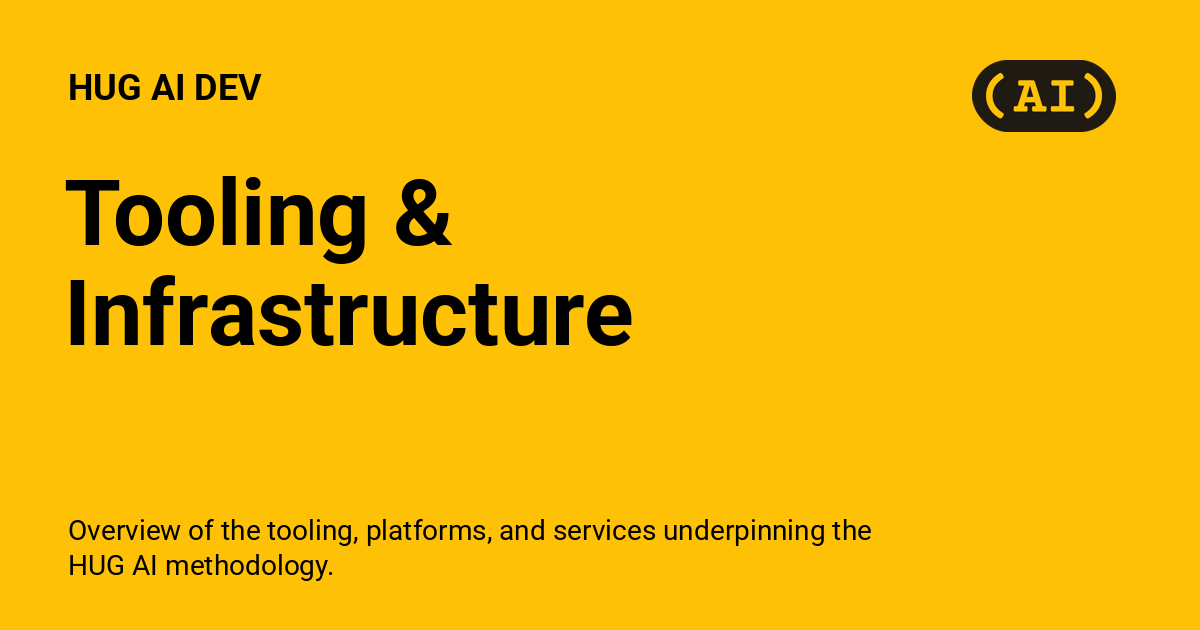 HUG AI DEV
(AI)
Tooling &
Infrastructure
Overview of the tooling, platforms, and services underpinning the
HUG AI methodology.